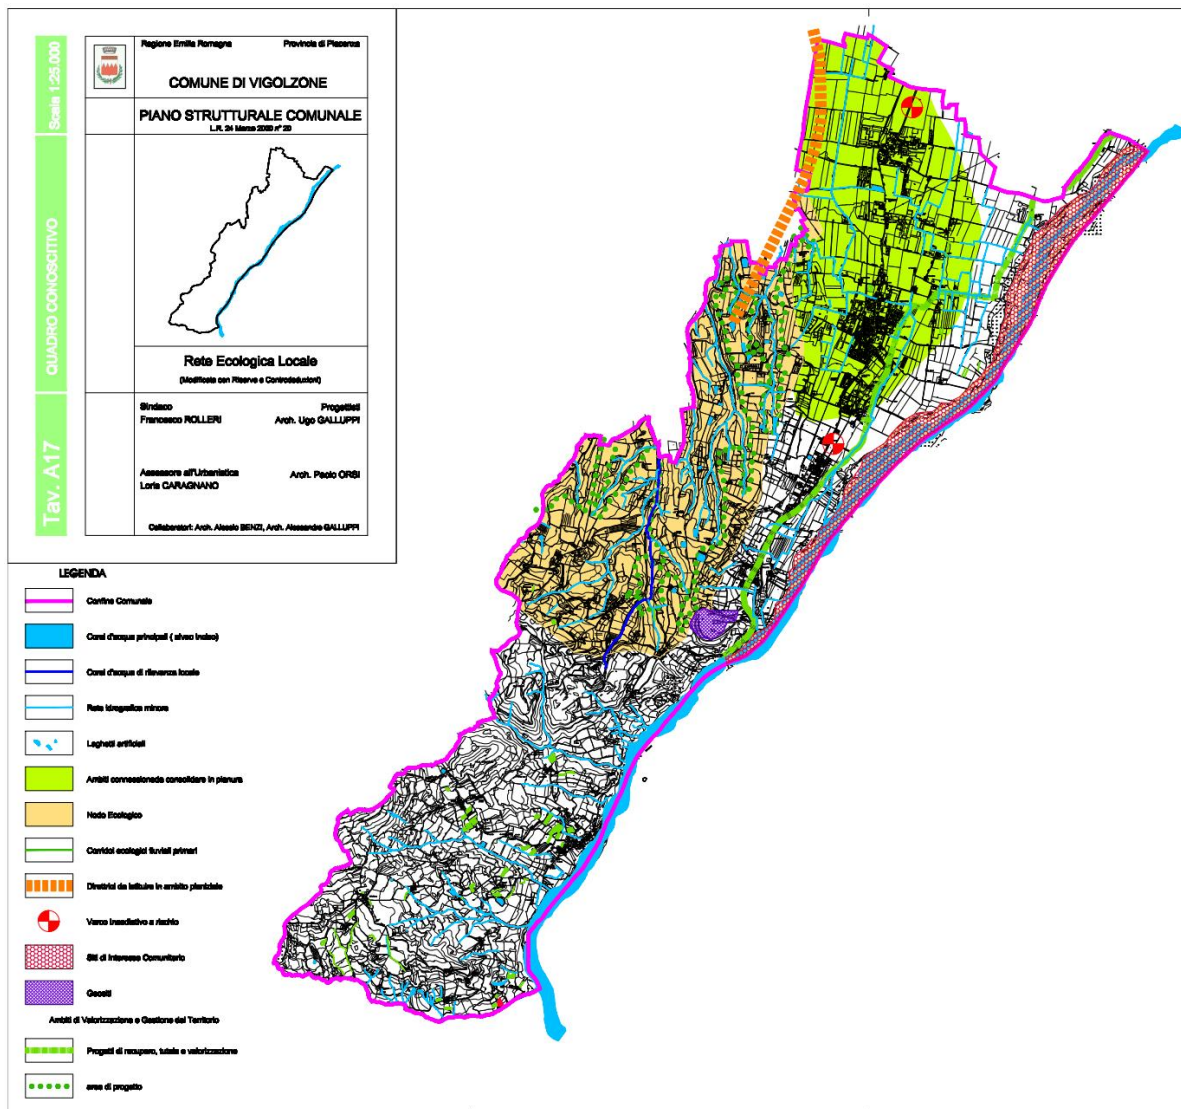 Scala 1:25.000
QUADRO CONOSCITIVO
Tav. A17
Regione Emilia Romagna Provincia di Piacenza
COMUNE DI VIGOLZONE
PIANO STRUTTURALE COMUNALE
L.R. 24 Marzo 2000 n° 20
Rete Ecologica Locale
(Modificata con Riserve e Controdeduzioni)
Sindaco Progettisti
Francesco ROLLERI Arch. Ugo GALLUPPI
Assessore all'Urbanistica Arch. Paolo ORSI
Loris CARAGNANO
Collaboratori: Arch. Alessio BENZI, Arch. Alessandra GALLUPPI
LEGENDA
Confine Comunale
Corsi d'acqua principali ( alveo inciso)
Corsi d'acqua di rilevanza locale
Rete idrografica minore
Laghetti artificiali
Ambiti connessioneda consolidare in pianura
Nodo Ecologico
Corridoi ecologici fluviali primari
Direttrici da istituire in ambito planiziale
Varco insediativo a rischio
Siti di Interesse Comunitario
Geositi
Ambiti di Valorizzazione e Gestione del Territorio
Progetti di recupero, tutela e valorizzazione
aree di progetto